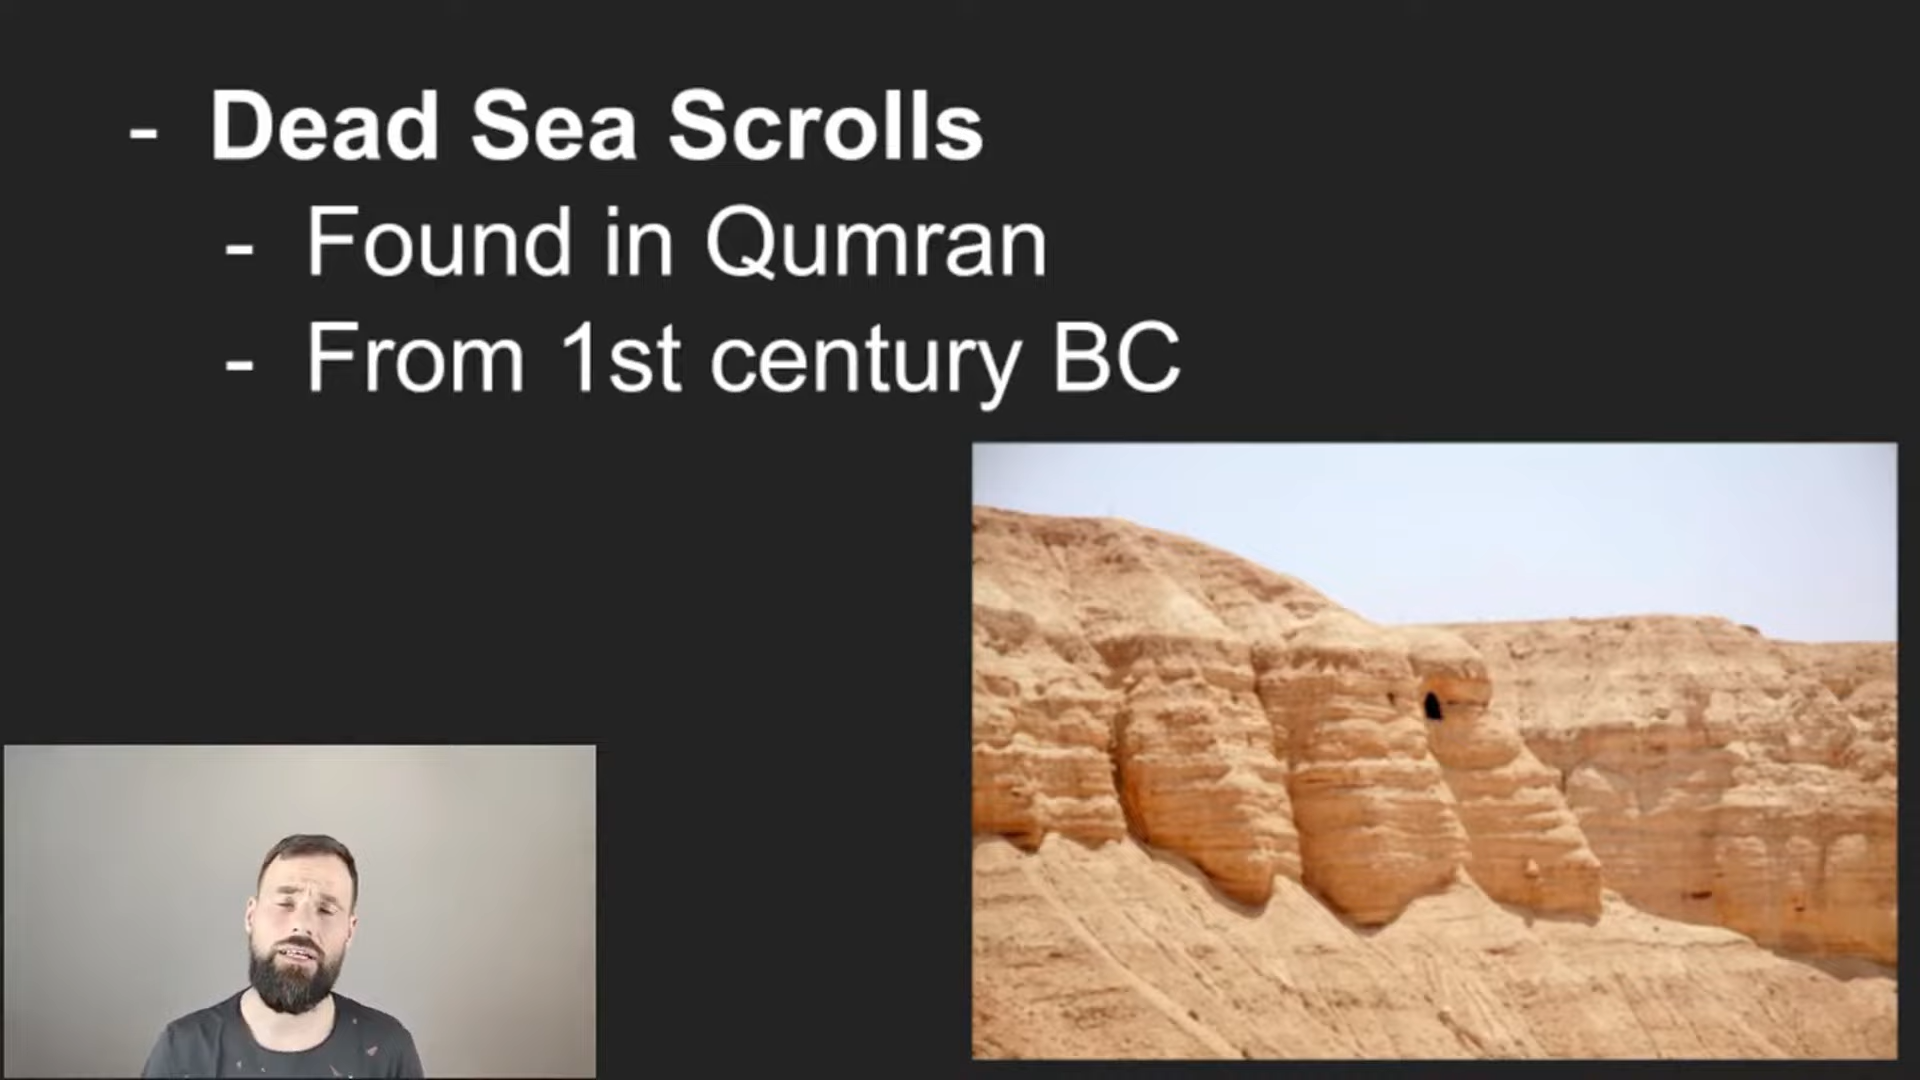 - Dead Sea Scrolls
- Found in Qumran
- From 1st century BC